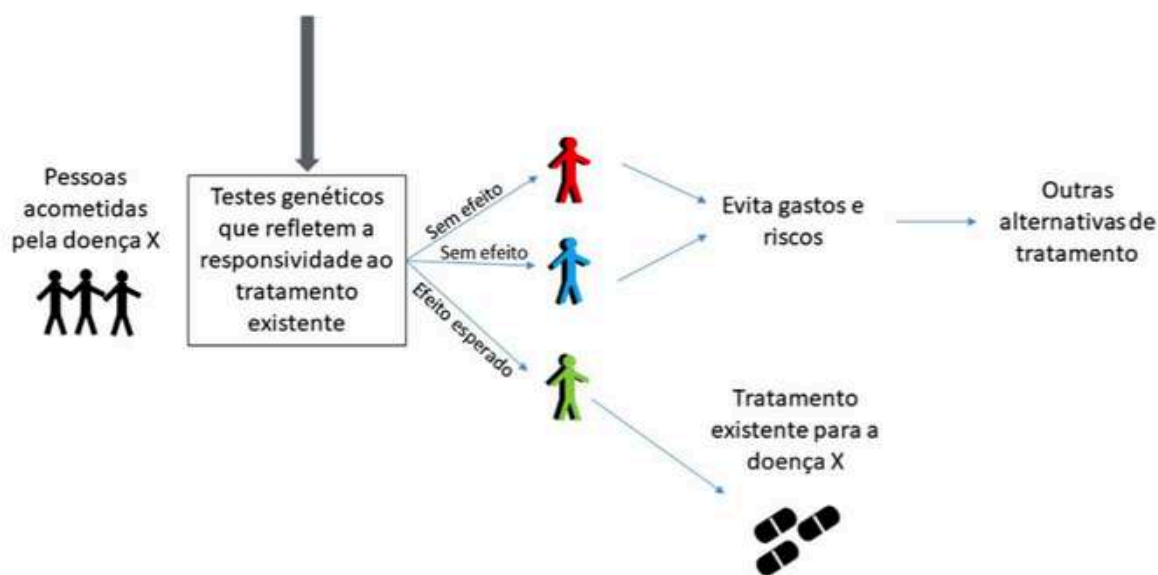 Pessoas
acometidas
pela doença X
Testes genéticos
que refletem a
responsividade ao
tratamento
existente
Sem efeito
Sem efeito
Efeito esperado
Evita gastos e
riscos
Outras
alternativas de
tratamento
Tratamento
existente para a
doença X